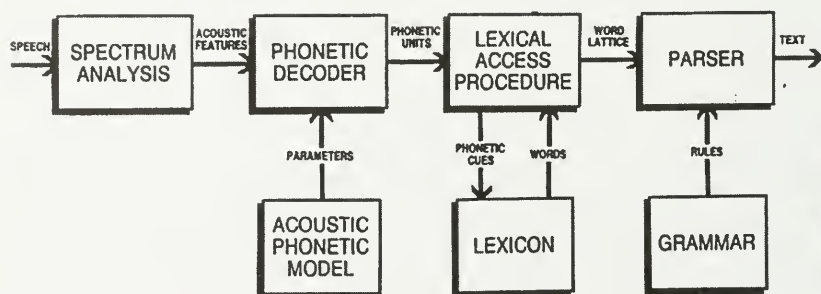 SPEECH
SPECTRUM
ANALYSIS
ACOUSTIC
FEATURES
PHONETIC
DECODER
PHONETIC
UNITS
LEXICAL
ACCESS
PROCEDURE
WORD
LATTICE
PARSER
TEXT
PARAMETERS
PHONETIC
CUES
WORDS
RULES
ACOUSTIC
PHONETIC
MODEL
LEXICON
GRAMMAR